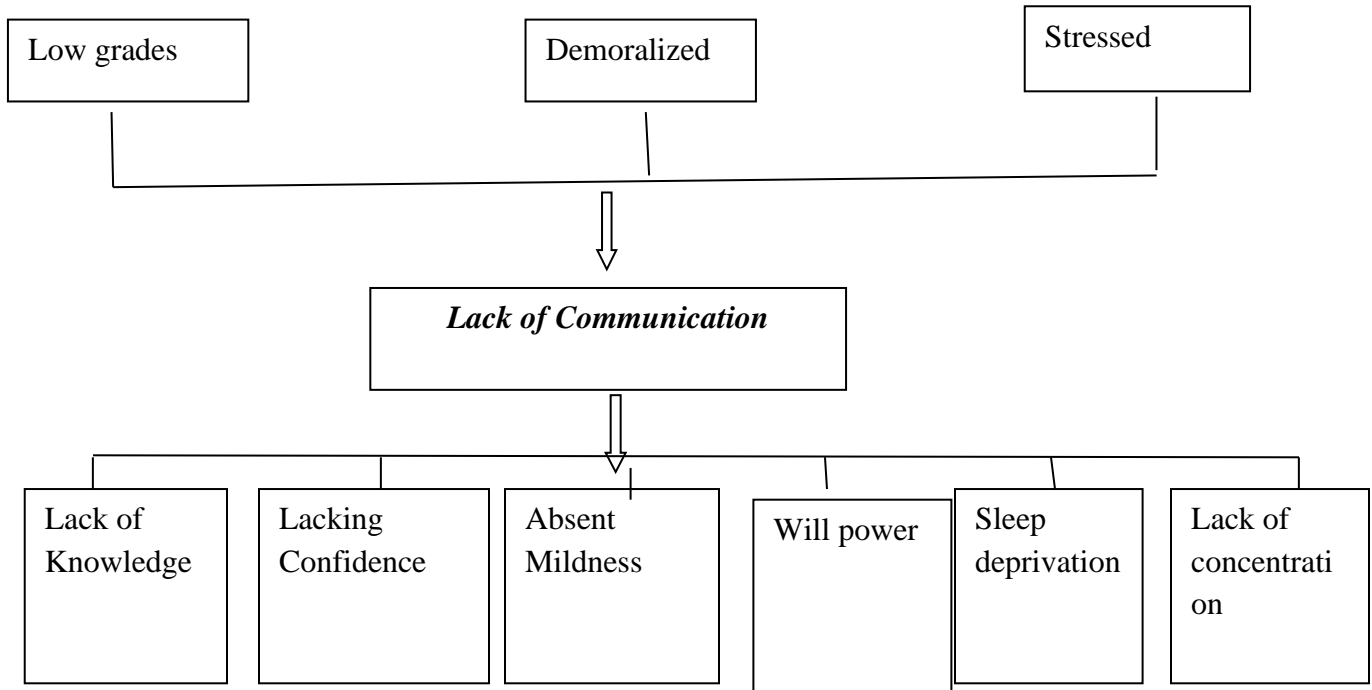 Low grades
Demoralized
Stressed
Lack of Communication
Lack of
Knowledge
Lacking
Confidence
Absent
Mildness
Will power
Sleep
deprivation
Lack of
concentrati
on